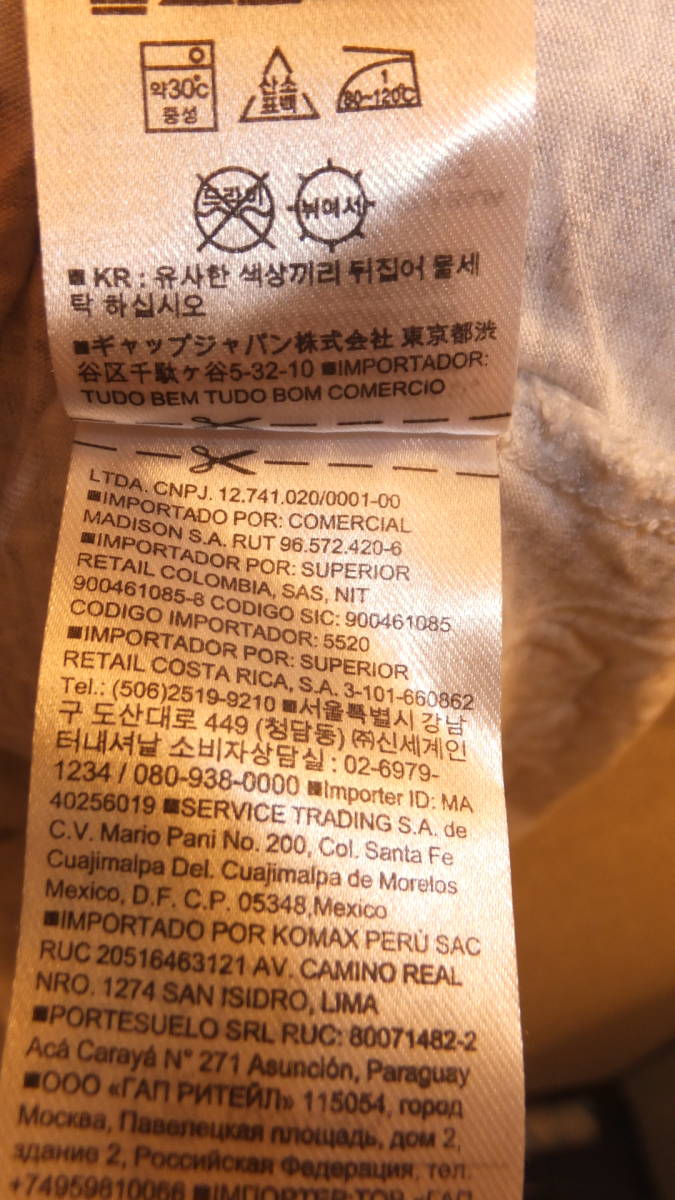 약30℃
중성
산소
표백
1
80~120℃
드라이
뉘어서
■ KR : 유사한 색상끼리 뒤집어 물세
탁 하십시오
■ギャップジャパン株式会社 東京都渋
谷区千駄ヶ谷5-32-10 ■IMPORTADOR:
TUDO BEM TUDO BOM COMERCIO
LTDA. CNPJ. 12.741.020/0001-00
■IMPORTADO POR: COMERCIAL
MADISON S.A. RUT 96.572.420-6
■IMPORTADOR POR: SUPERIOR
RETAIL COLOMBIA, SAS, NIT
900461085-8 CODIGO SIC: 900461085
CODIGO IMPORTADOR: 5520
■IMPORTADOR POR: SUPERIOR
RETAIL COSTA RICA, S.A. 3-101-660862
Tel.: (506)2519-9210 ■서울특별시 강남
구 도산대로 449 (청담동) ㈜신세계인
터내셔날 소비자상담실 : 02-6979-
1234 / 080-938-0000 ■Importer ID: MA
40256019 ■SERVICE TRADING S.A. de
C.V. Mario Pani No. 200, Col. Santa Fe
Cuajimalpa Del. Cuajimalpa de Morelos
Mexico, D.F. C.P. 05348,Mexico
■IMPORTADO POR KOMAX PERÚ SAC
RUC 20516463121 AV. CAMINO REAL
NRO. 1274 SAN ISIDRO, LIMA
■PORTESUELO SRL RUC: 80071482-2
Acá Carayá N° 271 Asunción, Paraguay
■ООО «ГАП РИТЕЙЛ» 115054, город
Москва, Павелецкая площадь, дом 2,
здание 2, Российская Федерация, тел.
+74959810066 ■IMПОРТЕР ТОР «ГАП